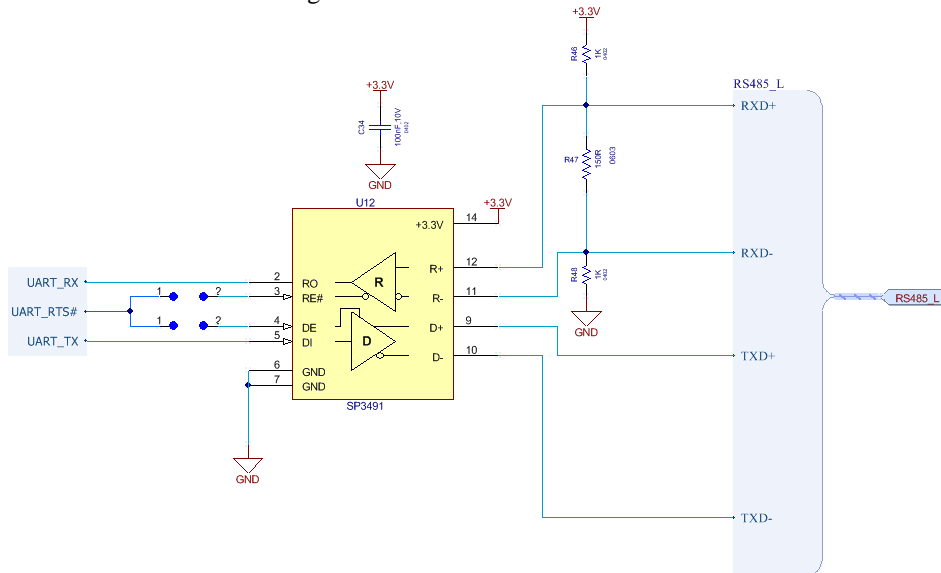 +3.3V
R46
1K
0402
RS485_L
RXD+
+3.3V
C34
100nF,10V
0402
GND
R47
150R
0603
U12
+3.3V
+3.3V
14
R+
12
RXD-
UART_RX
2
RO
R
R48
1K
0402
1
2
3
RE#
R-
11
RS485_L
UART_RTS#
GND
1
2
4
DE
D+
9
UART_TX
5
DI
D
D-
10
TXD+
6
GND
7
GND
SP3491
GND
TXD-